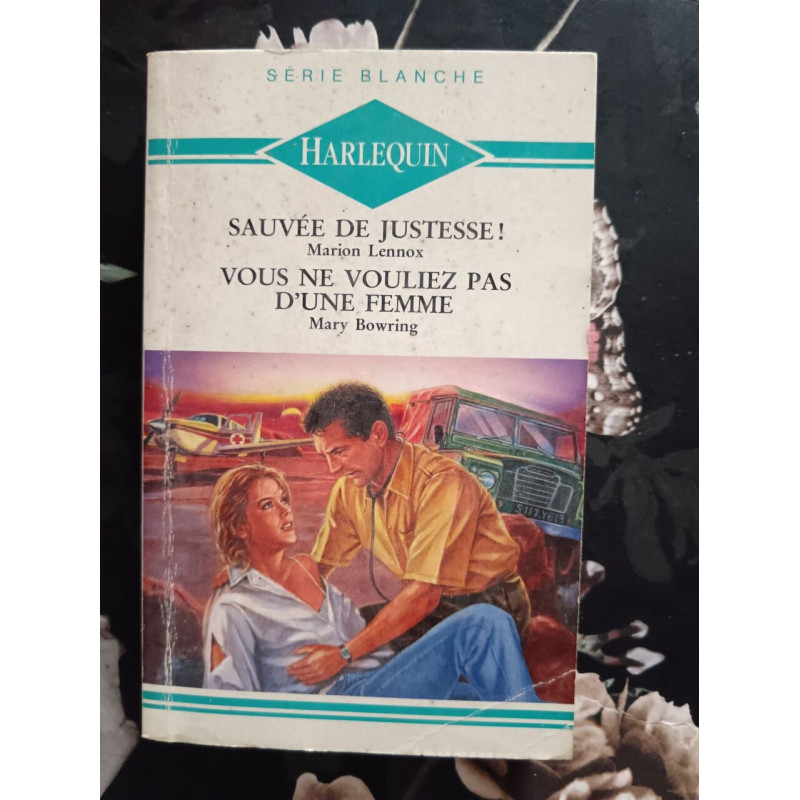 SÉRIE BLANCHE
HARLEQUIN
SAUVÉE DE JUSTESSE!
Marion Lennox
VOUS NE VOULIEZ PAS
D'UNE FEMME
Mary Bowring